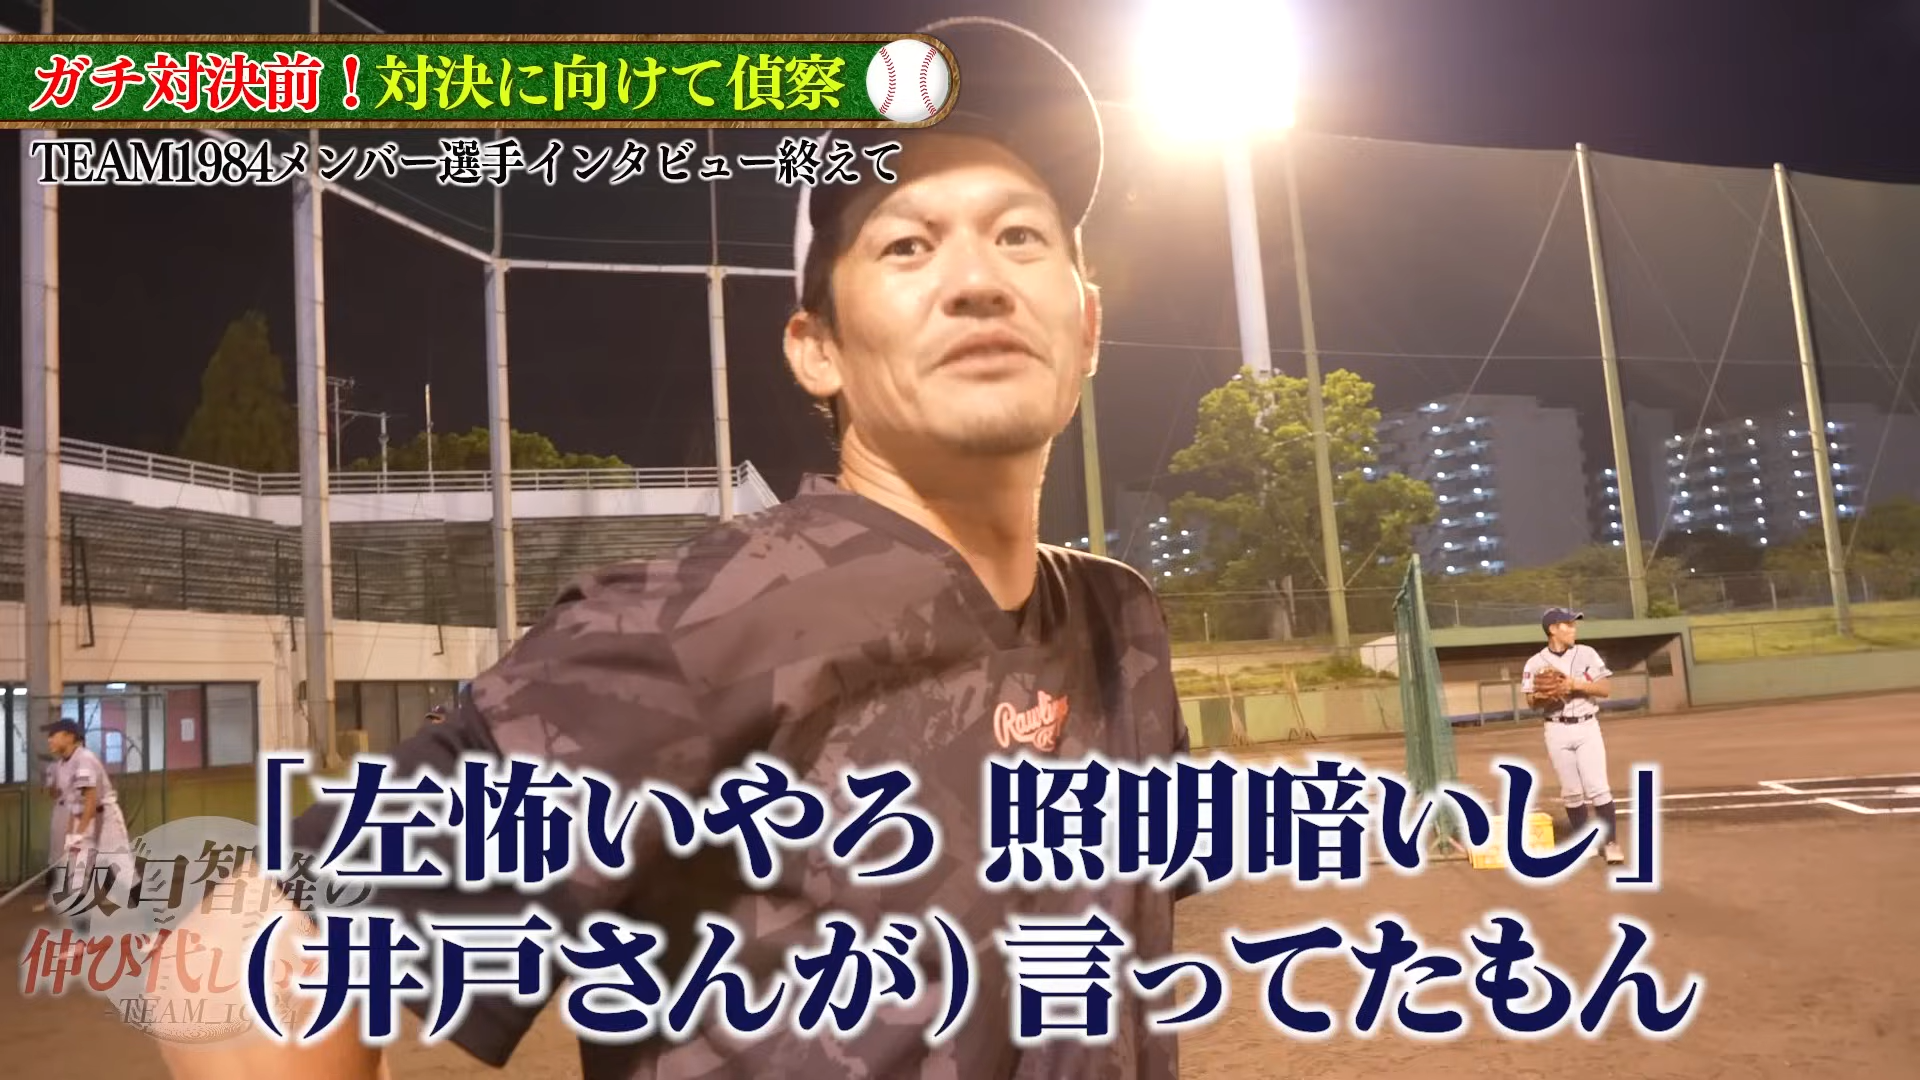 ガチ対決前！対決に向けて偵察
TEAM1984メンバー選手インタビュー終えて
Rawlings
R
「左怖いやろ 照明暗いし」
(井戸さんが) 言ってたもん
坂口智隆の
伸び代し
-TEAM_1984